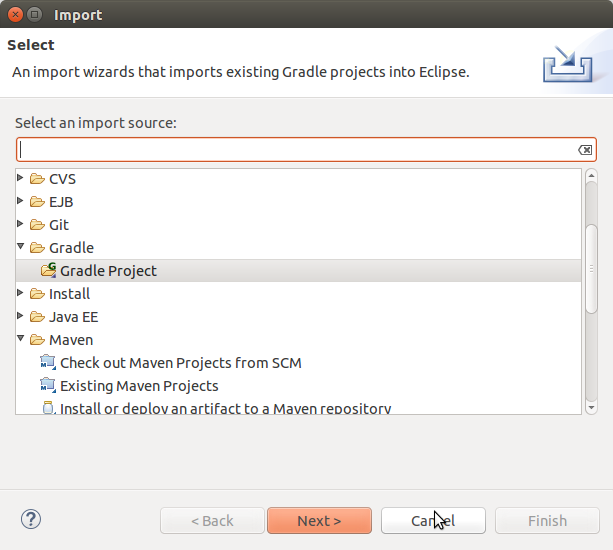 Import
Select
An import wizards that imports existing Gradle projects into Eclipse.
Select an import source:
CVS
EJB
Git
Gradle
Gradle Project
Install
Java EE
Maven
Check out Maven Projects from SCM
Existing Maven Projects
Install or deploy an artifact to a Maven repository
< Back
Next >
Cancel
Finish